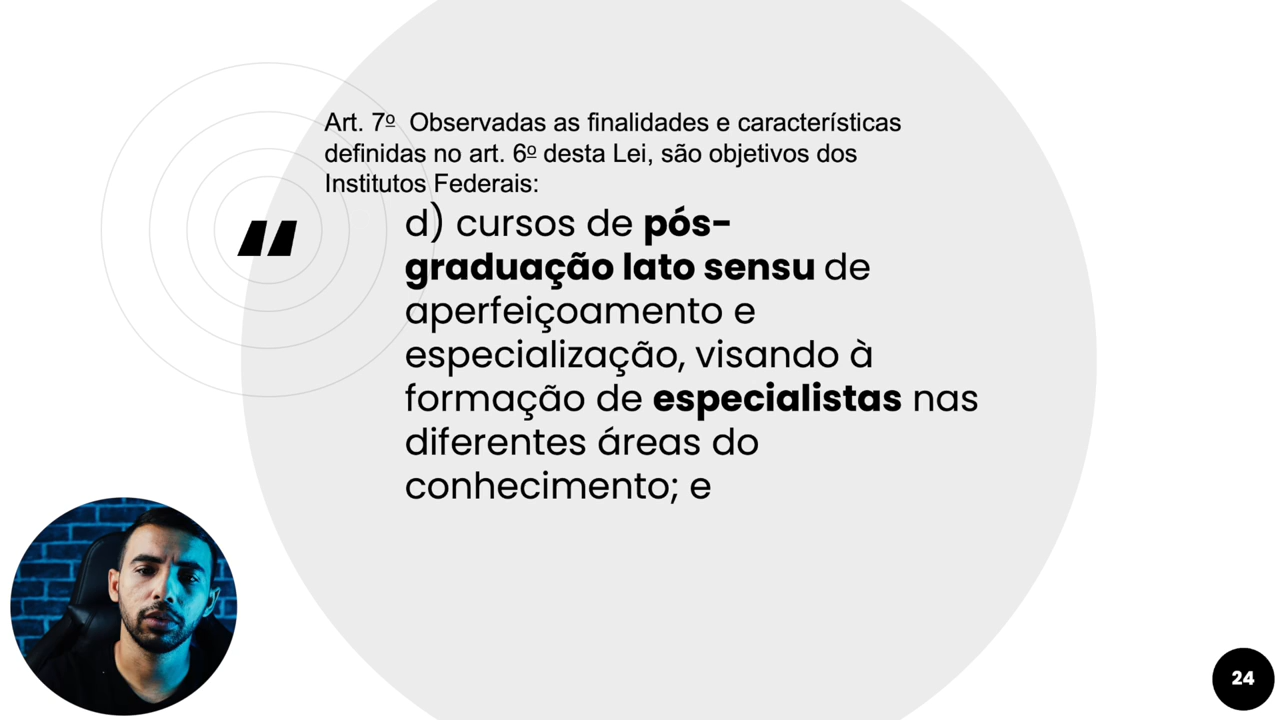 Art. 7º Observadas as finalidades e características
definidas no art. 6º desta Lei, são objetivos dos
Institutos Federais:
“
d) cursos de pós-
graduação lato sensu de
aperfeiçoamento e
especialização, visando à
formação de especialistas nas
diferentes áreas do
conhecimento; e
24